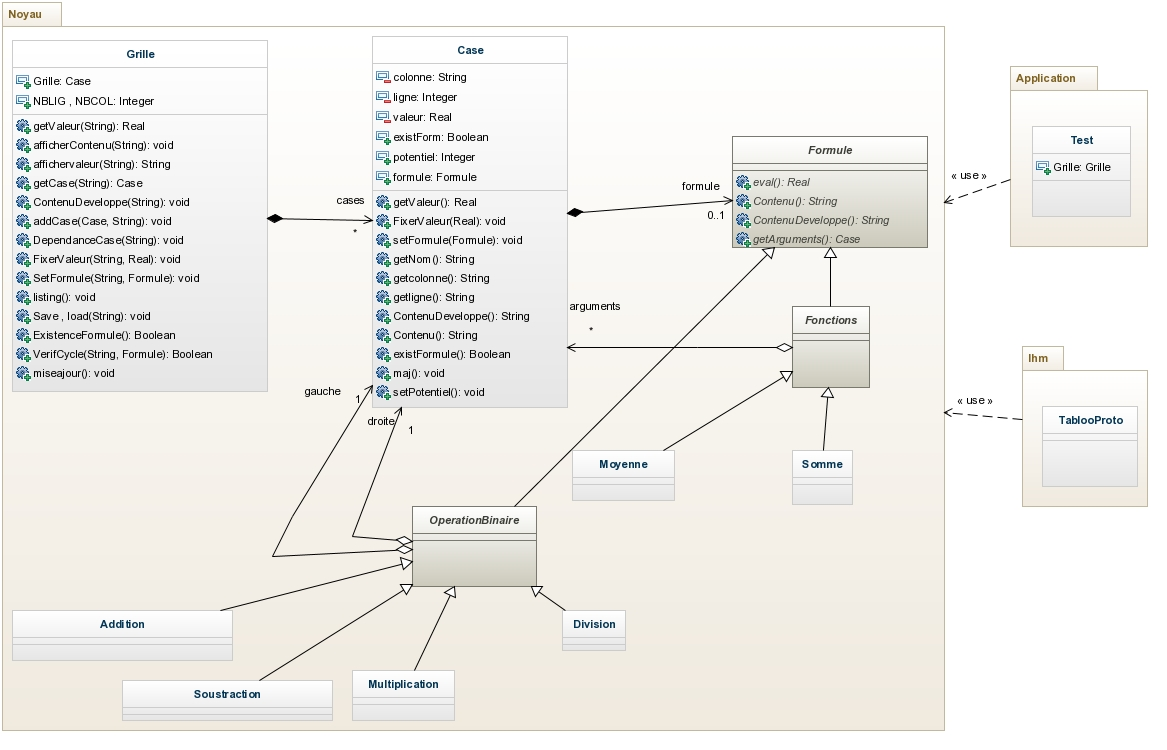 Noyau
Grille
Grille: Case
NBLIG , NBCOL: Integer
getValeur(String): Real
afficherContenu(String): void
affichervaleur(String): String
getCase(String): Case
ContenuDeveloppe(String): void
addCase(Case, String): void
DependanceCase(String): void
FixerValeur(String, Real): void
SetFormule(String, Formule): void
listing(): void
Save , load(String): void
ExistenceFormule(): Boolean
VerifCycle(String, Formule): Boolean
miseajour(): void
cases
*
Case
colonne: String
ligne: Integer
valeur: Real
existForm: Boolean
potentiel: Integer
formule: Formule
getValeur(): Real
FixerValeur(Real): void
setFormule(Formule): void
getNom(): String
getcolonne(): String
getligne(): String
ContenuDeveloppe(): String
Contenu(): String
existFormule(): Boolean
maj(): void
setPotentiel(): void
formule
0..1
Formule
eval(): Real
Contenu(): String
ContenuDeveloppe(): String
getArguments(): Case
arguments
*
Fonctions
gauche
1
droite
1
Moyenne
Somme
OperationBinaire
Addition
Soustraction
Multiplication
Division
« use »
Application
Test
Grille: Grille
« use »
Ihm
TablooProto